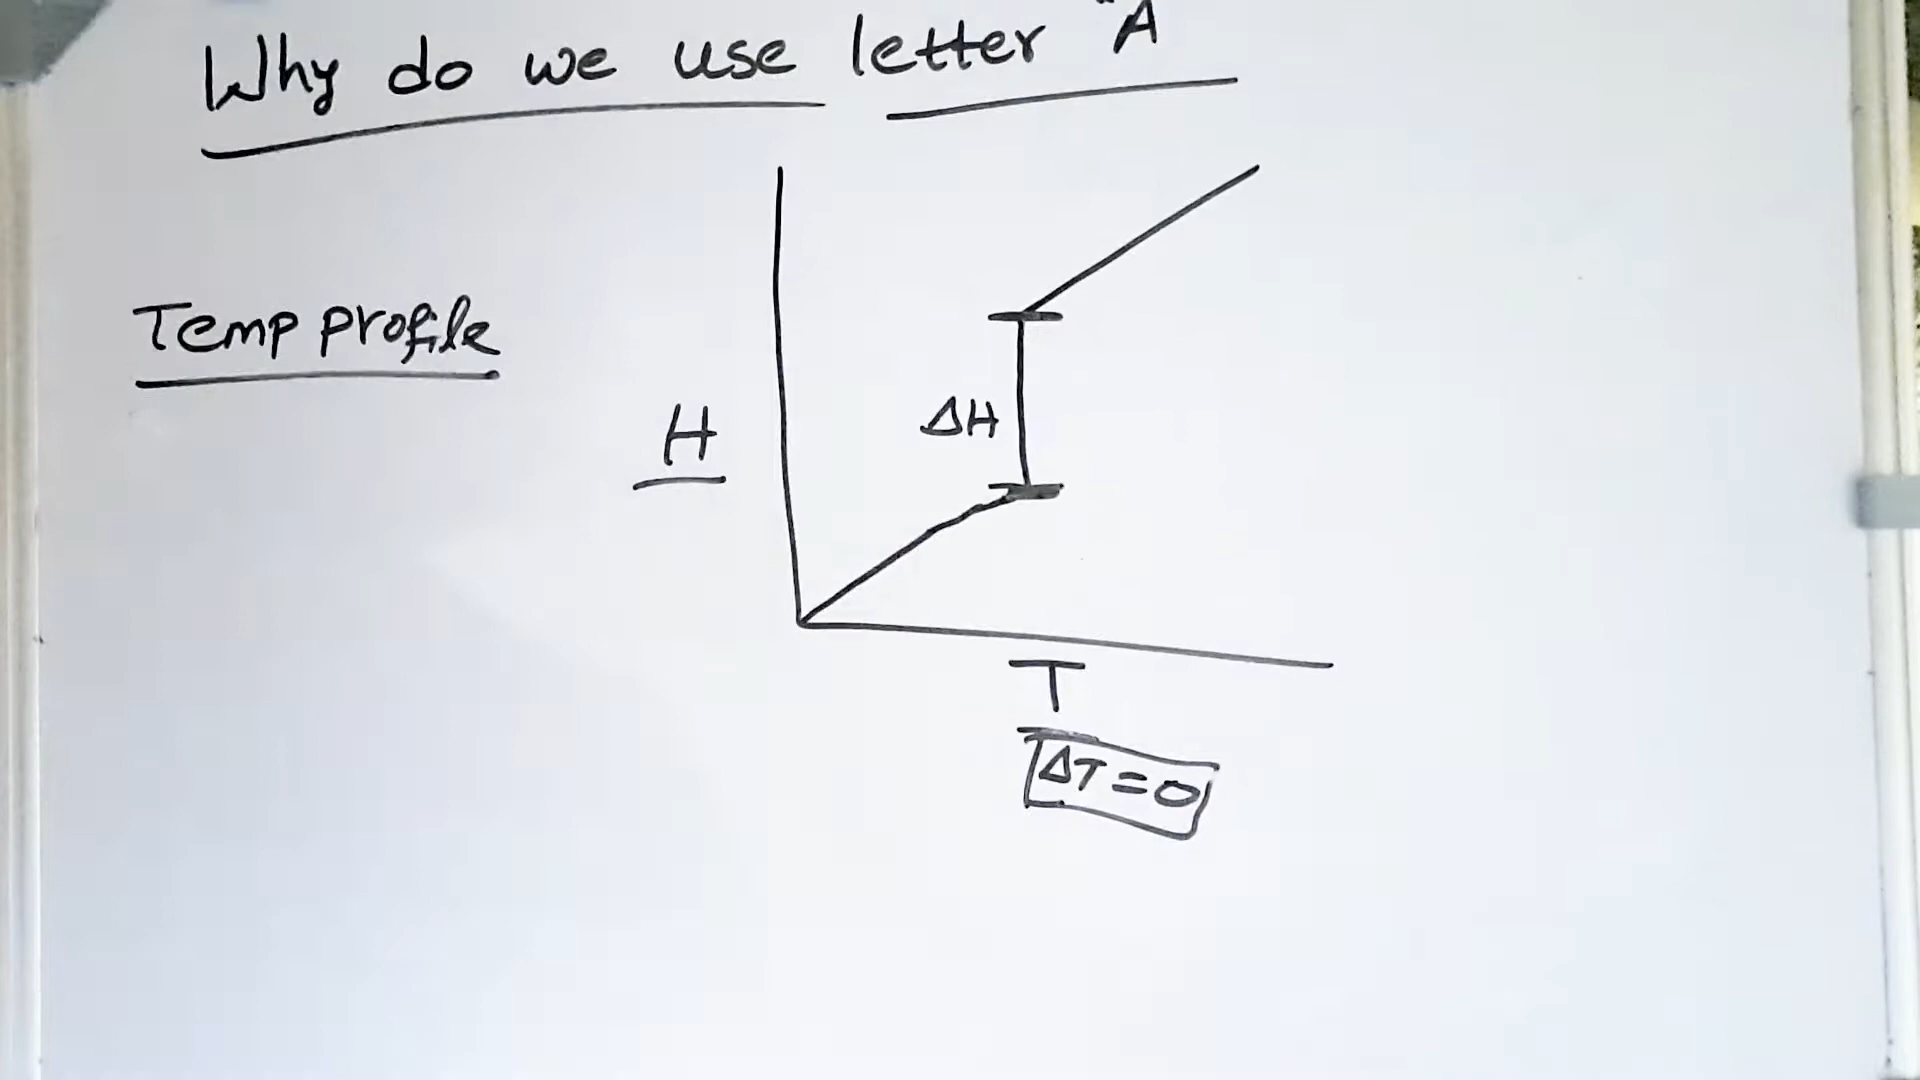 Why do we use letter "A
Temp profile
H
ΔH
T
ΔT=0